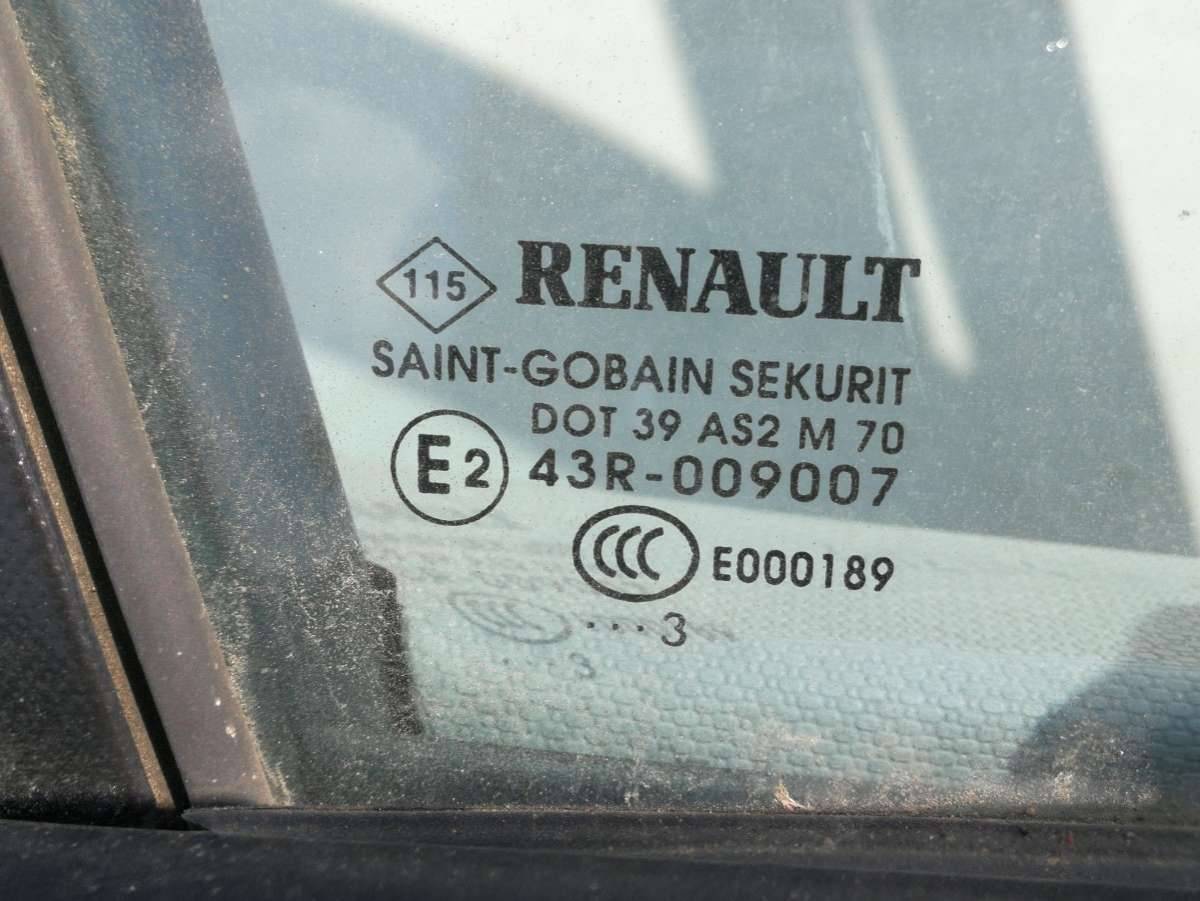 115 RENAULT
SAINT-GOBAIN SEKURIT
DOT 39 AS2 M 70
E2 43R-009007
CCC E000189
...3